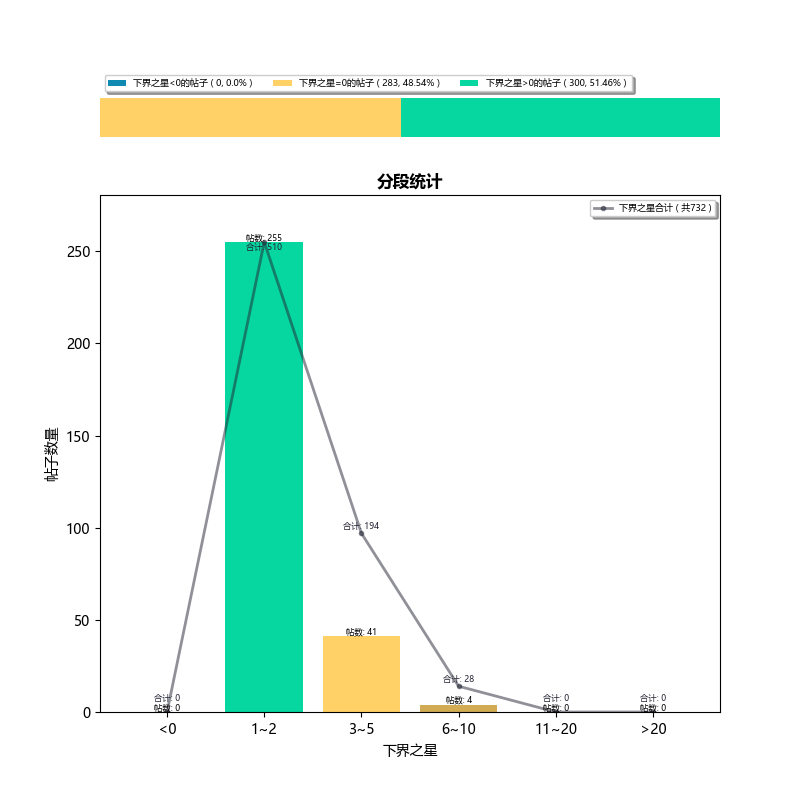 下界之星<0的帖子 ( 0, 0.0% ) 下界之星=0的帖子 ( 283, 48.54% ) 下界之星>0的帖子 ( 300, 51.46% )
分段统计
下界之星合计 ( 共732 )
帖子数量
250
200
150
100
50
0
帖数: 255
合计: 510
合计: 194
帖数: 41
合计: 28
帖数: 4
合计: 0
帖数: 0
合计: 0
帖数: 0
合计: 0
帖数: 0
<0 1~2 3~5 6~10 11~20 >20
下界之星